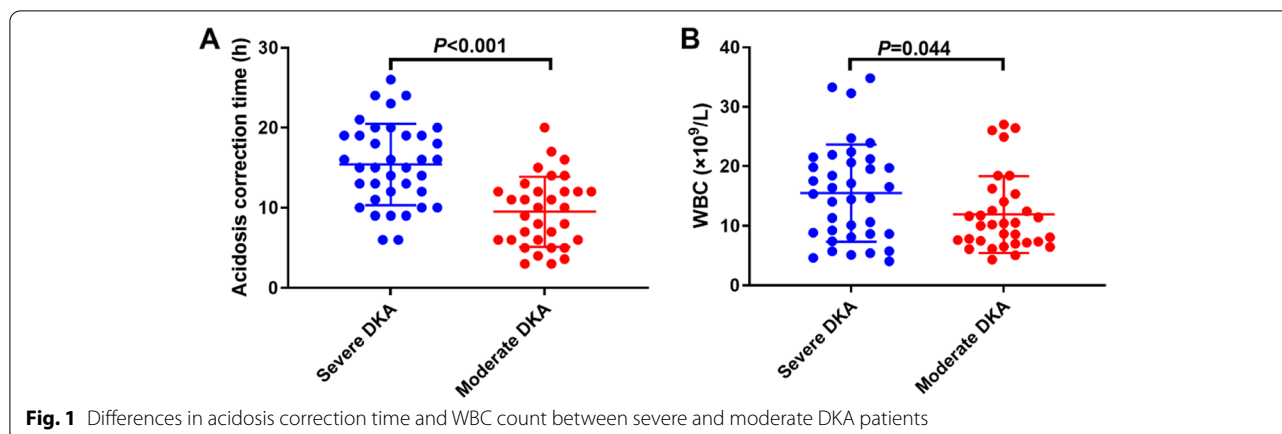 A
Acidosis correction time (h)
30
20
10
0
P<0.001
Severe DKA
Moderate DKA
B
WBC (×10⁹/L)
40
30
20
10
0
P=0.044
Severe DKA
Moderate DKA
Fig. 1 Differences in acidosis correction time and WBC count between severe and moderate DKA patients